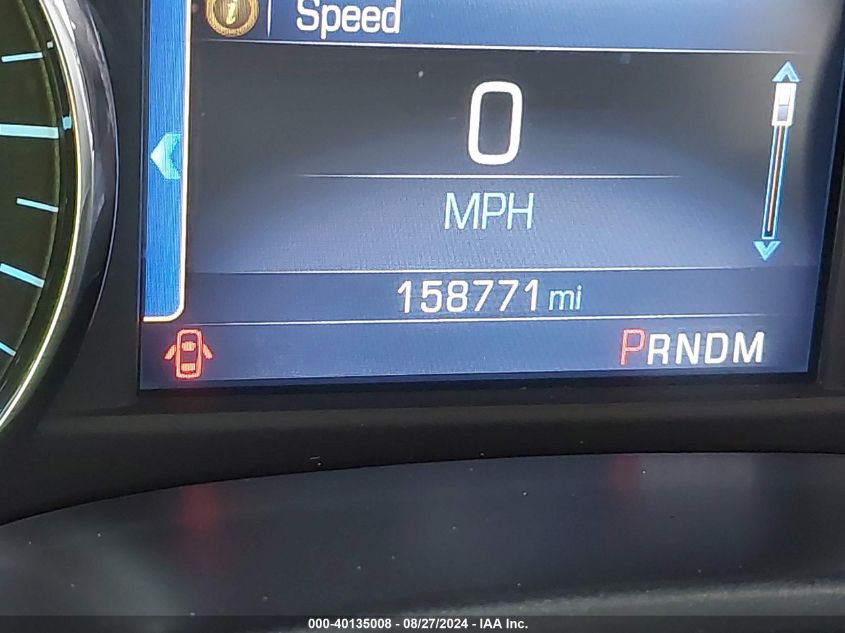 i Speed
0
MPH
158771 mi
PRNDM
000-40135008 - 08/27/2024 - IAA Inc.